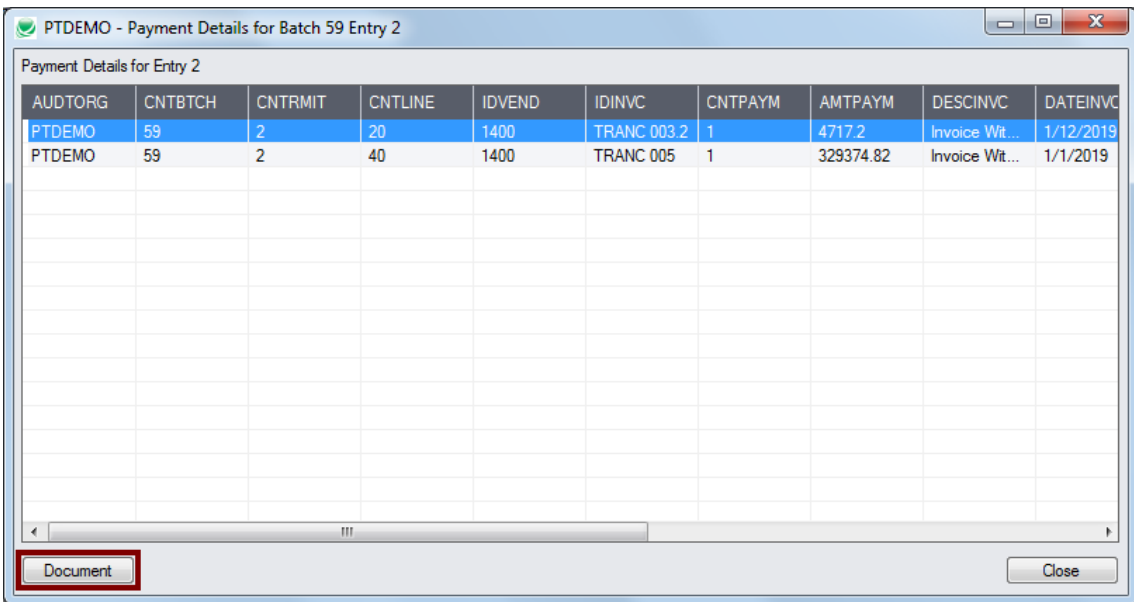 PTDEMO - Payment Details for Batch 59 Entry 2
Payment Details for Entry 2
AUDTORG CNTBTCH CNTRMIT CNTLINE IDVEND IDINVC CNTPAYM AMTPAYM DESCINVC DATEINVC
PTDEMO 59 2 20 1400 TRANC 003.2 1 4717.2 Invoice Wit... 1/12/2019
PTDEMO 59 2 40 1400 TRANC 005 1 329374.82 Invoice Wit... 1/1/2019
Document Close